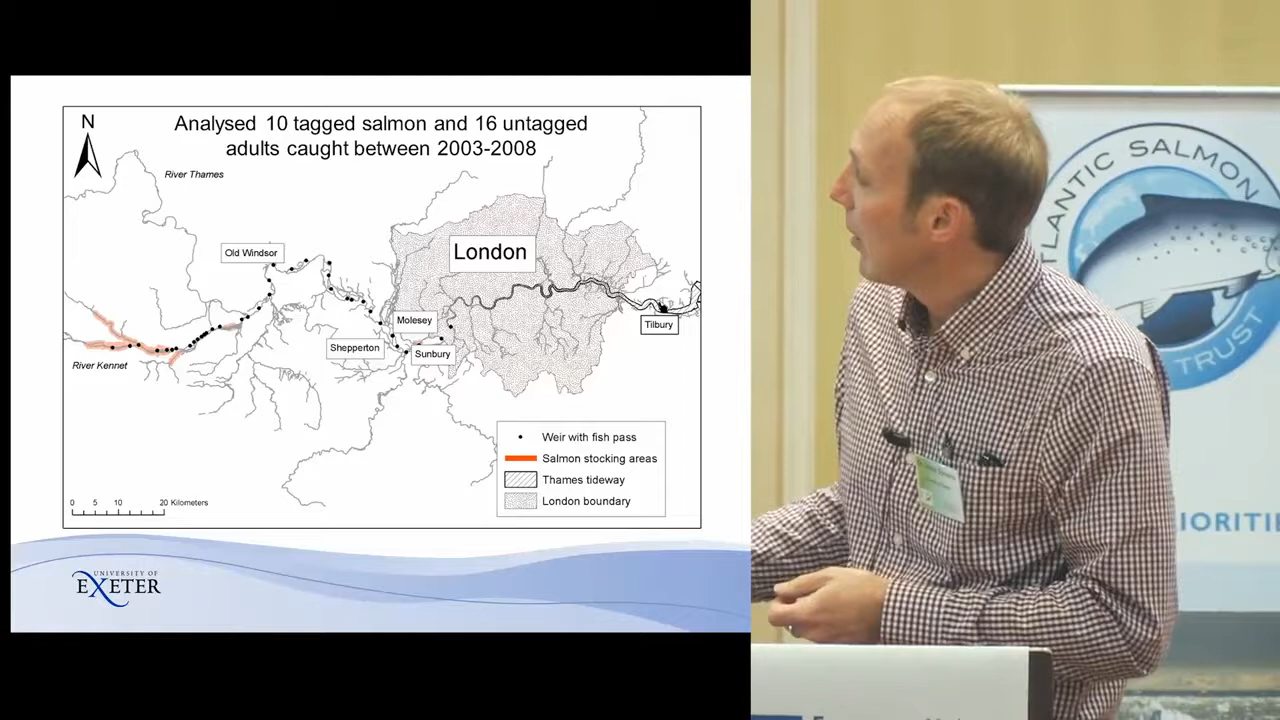 Analysed 10 tagged salmon and 16 untagged
adults caught between 2003-2008
N
River Thames
Old Windsor
London
Molesey
Shepperton
Sunbury
Tilbury
River Kennet
Weir with fish pass
Salmon stocking areas
Thames tideway
London boundary
0 5 10 20 Kilometers
UNIVERSITY OF
EXETER
ATLANTIC SALMON
TRUST
IORITI